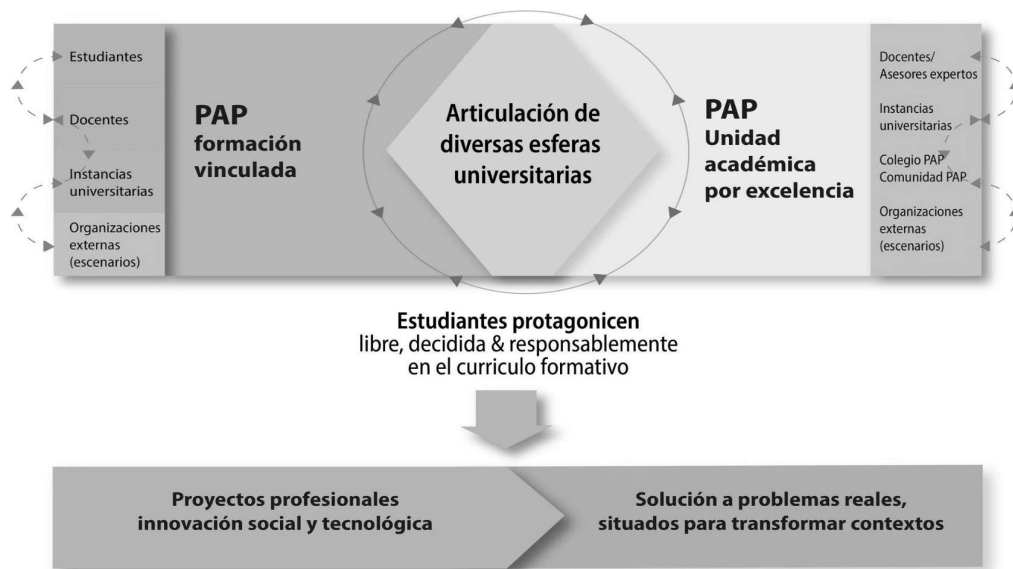 Estudiantes
Docentes
Instancias
universitarias
Organizaciones
externas
(escenarios)
PAP
formación
vinculada
Articulación de
diversas esferas
universitarias
PAP
Unidad
académica
por excelencia
Docentes/
Asesores expertos
Instancias
universitarias
Colegio PAP
Comunidad PAP
Organizaciones
externas
(escenarios)
Estudiantes protagonicen
libre, decidida & responsablemente
en el curriculo formativo
Proyectos profesionales
innovación social y tecnológica
Solución a problemas reales,
situados para transformar contextos